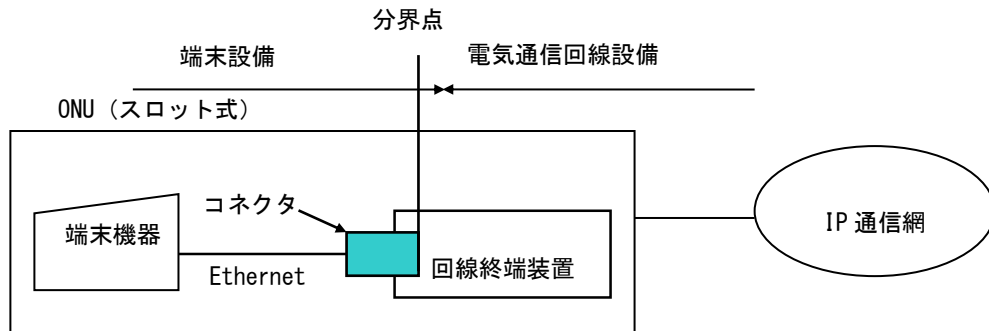 分界点
端末設備
電気通信回線設備
ONU（スロット式）
コネクタ
端末機器
Ethernet
回線終端装置
IP 通信網